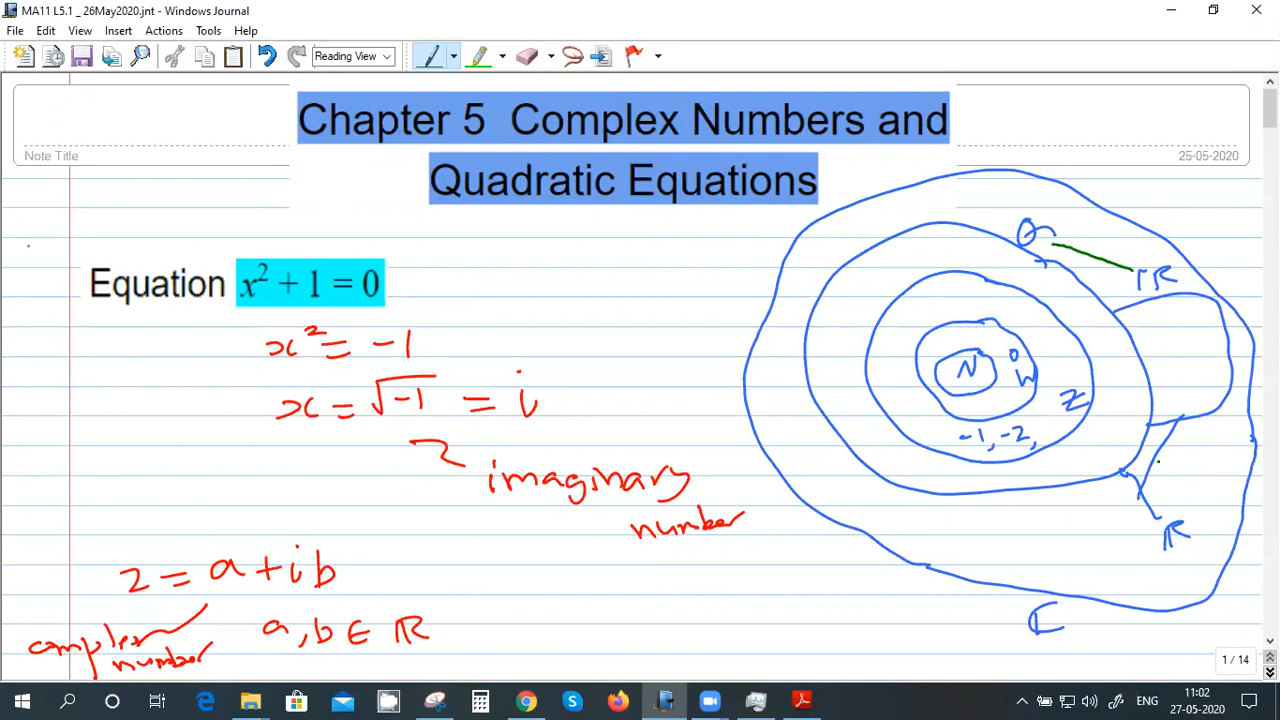 MA11 L5.1 _ 26May2020.jnt - Windows Journal
File Edit View Insert Actions Tools Help
Reading View
Chapter 5 Complex Numbers and
Quadratic Equations
Note Title
25-05-2020
Equation x² + 1 = 0
x² = -1
x = √-1 = i
imaginary
number
z = a + ib
complex
number
a, b ∈ ℝ
Q
IR
N
0
W
Z
-1, -2,
R
ℂ
1 / 14
ENG
11:02
27-05-2020